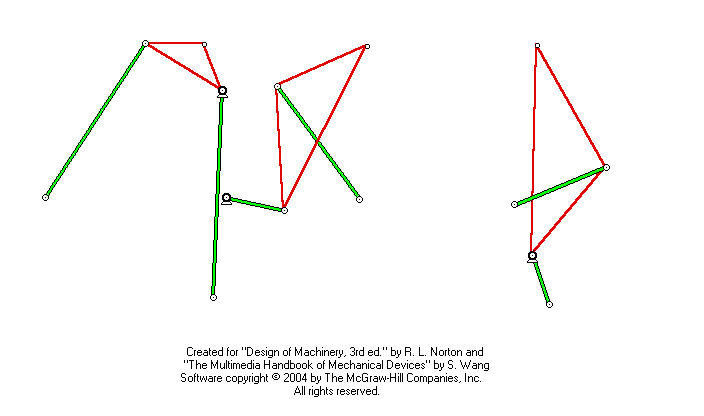 Created for "Design of Machinery, 3rd ed." by R. L. Norton and
"The Multimedia Handbook of Mechanical Devices" by S. Wang
Software copyright © 2004 by The McGraw-Hill Companies, Inc.
All rights reserved.